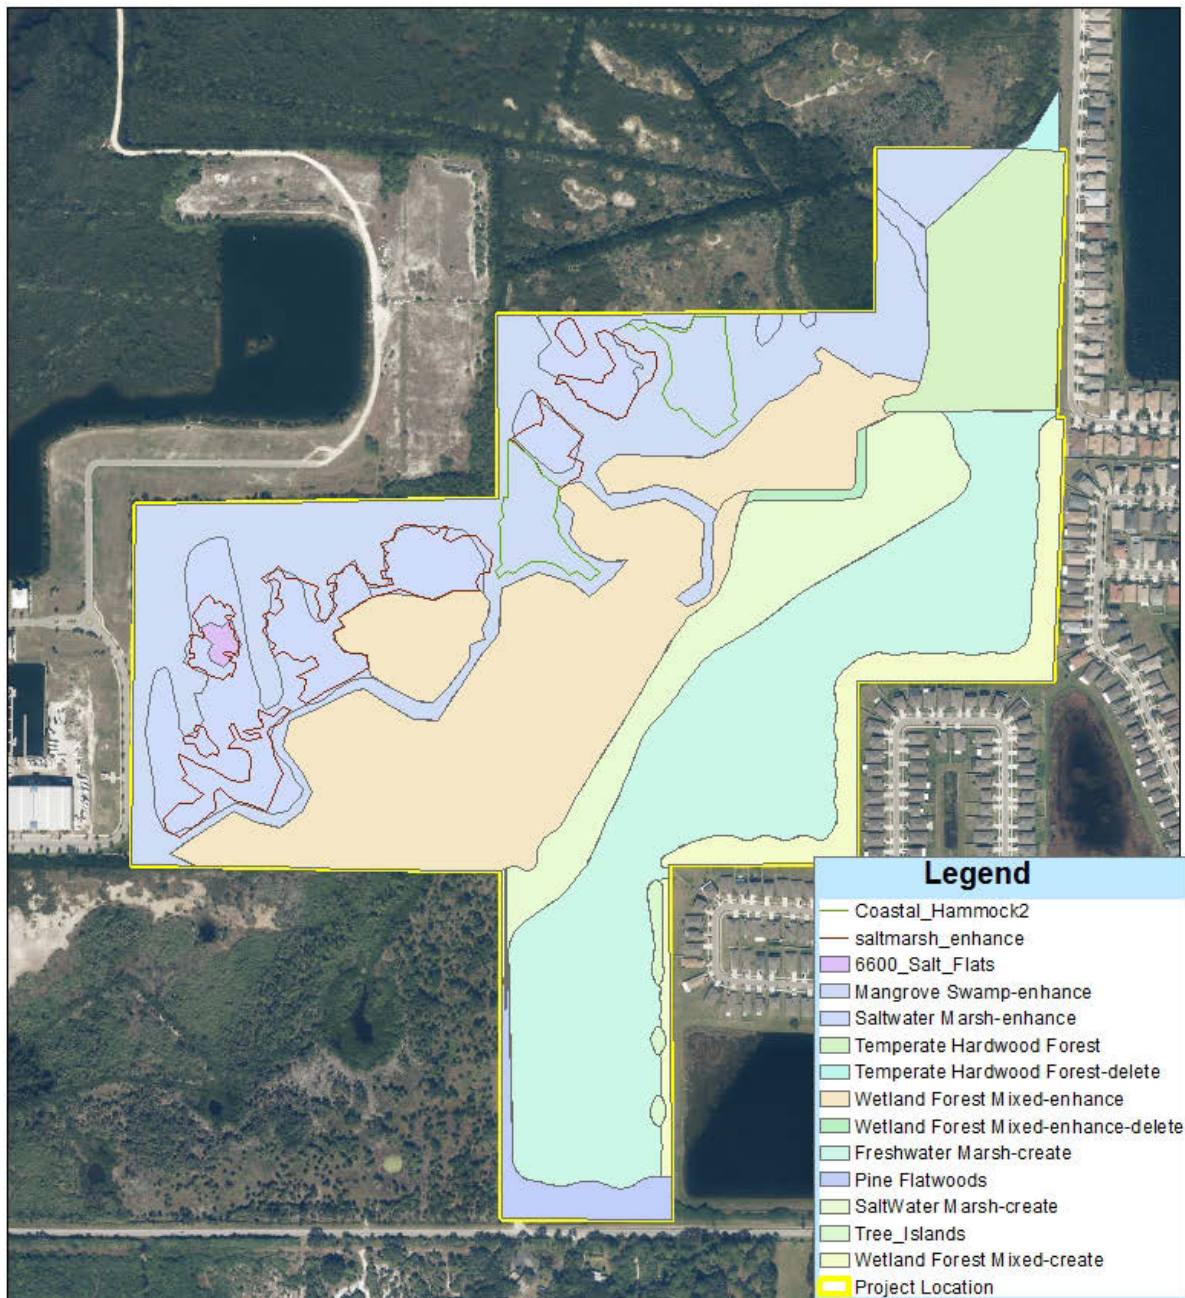 Legend
Coastal_Hammock2
saltmarsh_enhance
6600_Salt_Flats
Mangrove Swamp-enhance
Saltwater Marsh-enhance
Temperate Hardwood Forest
Temperate Hardwood Forest-delete
Wetland Forest Mixed-enhance
Wetland Forest Mixed-enhance-delete
Freshwater Marsh-create
Pine Flatwoods
SaltWater Marsh-create
Tree_Islands
Wetland Forest Mixed-create
Project Location